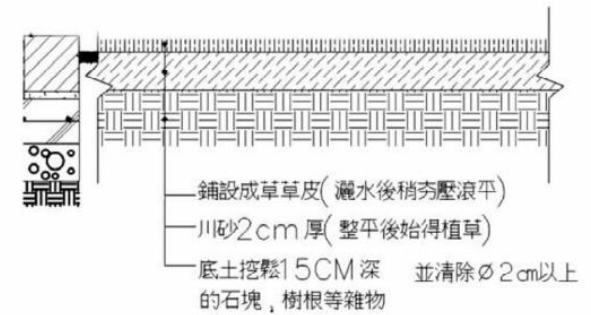 鋪設成草草皮(灑水後稍夯壓滾平)
川砂2cm厚(整平後始得植草)
底土挖鬆15CM深 並清除Ø2cm以上
的石塊,樹根等雜物